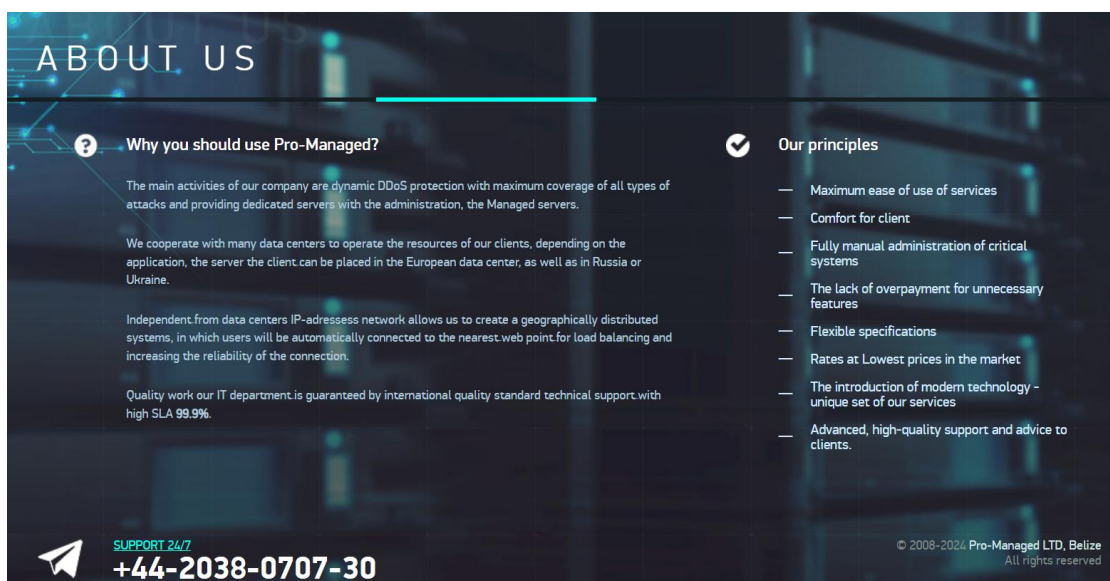 ABOUT US
Why you should use Pro-Managed?
The main activities of our company are dynamic DDoS protection with maximum coverage of all types of
attacks and providing dedicated servers with the administration, the Managed servers.
We cooperate with many data centers to operate the resources of our clients, depending on the
application, the server the client can be placed in the European data center, as well as in Russia or
Ukraine.
Independent from data centers IP-adressess network allows us to create a geographically distributed
systems, in which users will be automatically connected to the nearest web point for load balancing and
increasing the reliability of the connection.
Quality work our IT department is guaranteed by international quality standard technical support with
high SLA 99.9%.
Our principles
— Maximum ease of use of services
— Comfort for client
— Fully manual administration of critical
systems
— The lack of overpayment for unnecessary
features
— Flexible specifications
— Rates at Lowest prices in the market
— The introduction of modern technology -
unique set of our services
— Advanced, high-quality support and advice to
clients.
SUPPORT 24/7
+44-2038-0707-30
© 2008-2024 Pro-Managed LTD, Belize
All rights reserved